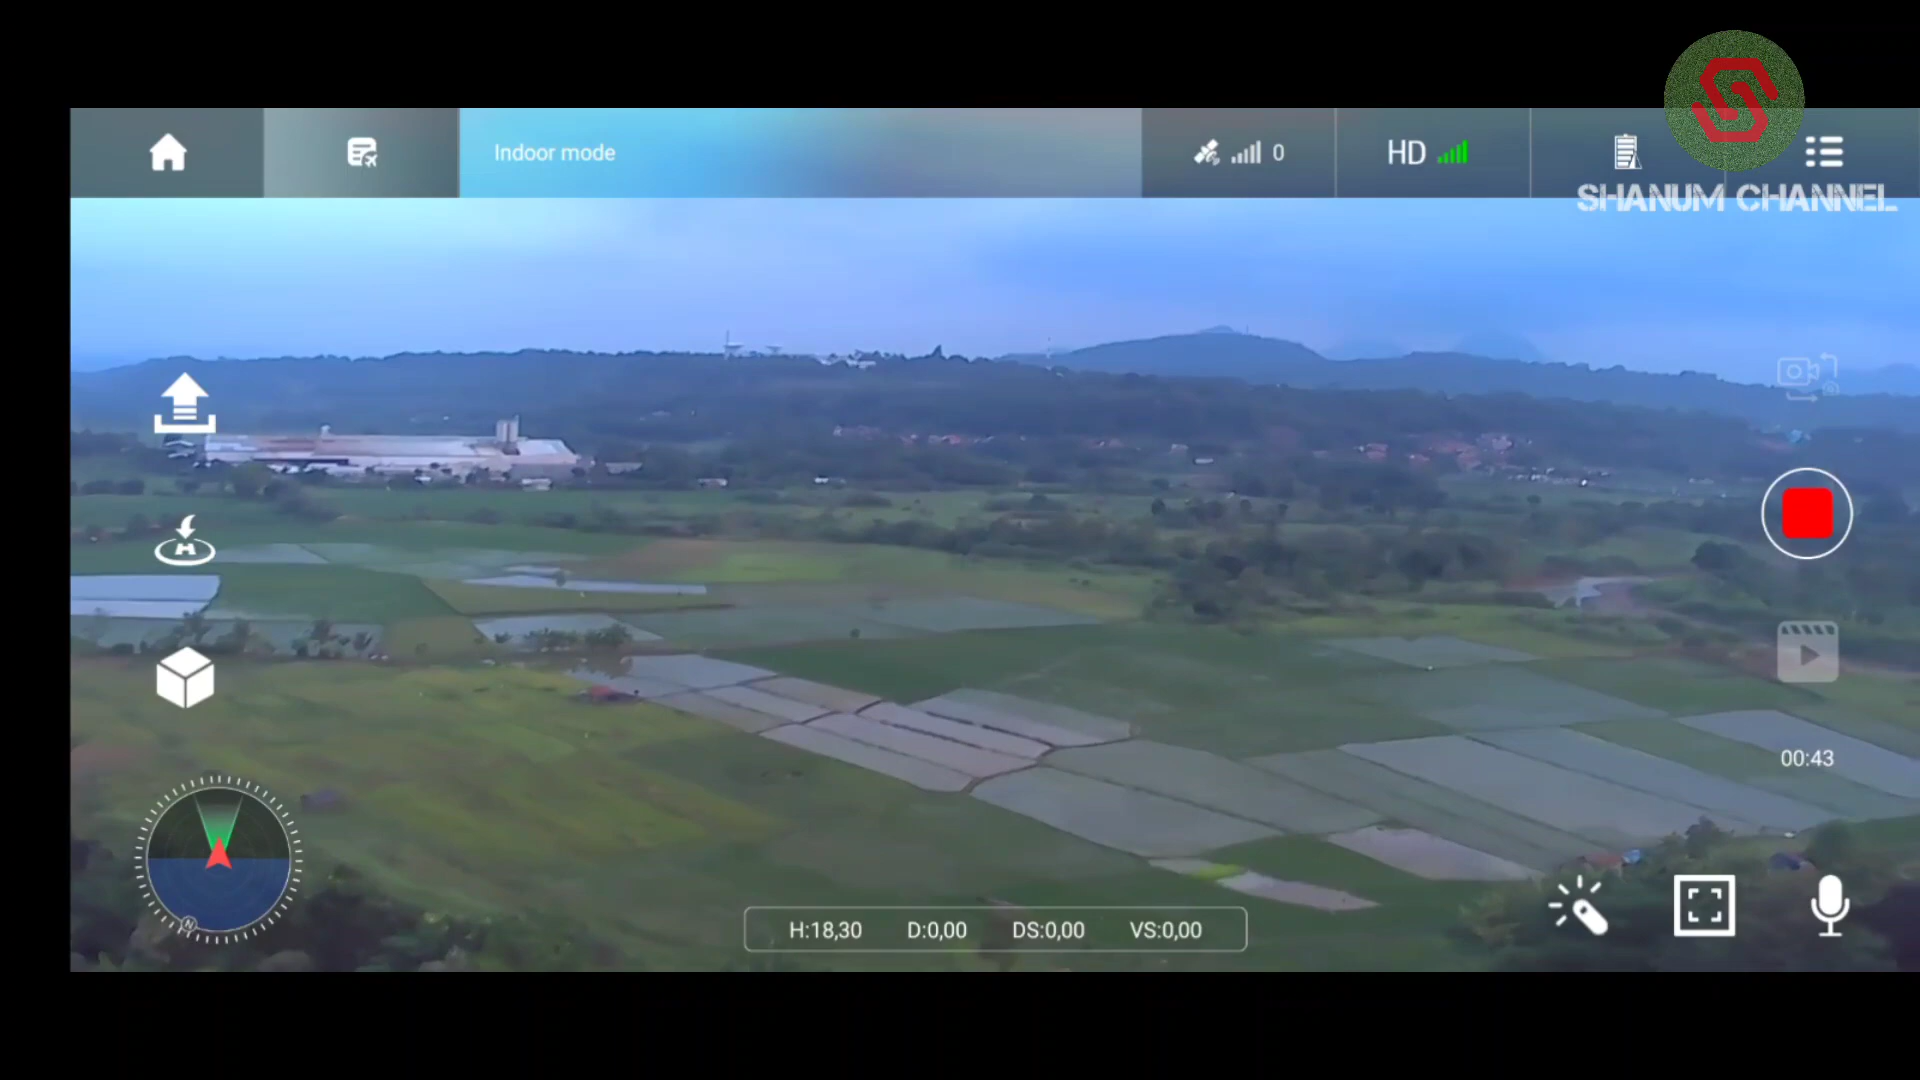 Indoor mode
0
HD
SHANUM CHANNEL
H
00:43
N
H:18,30 D:0,00 DS:0,00 VS:0,00